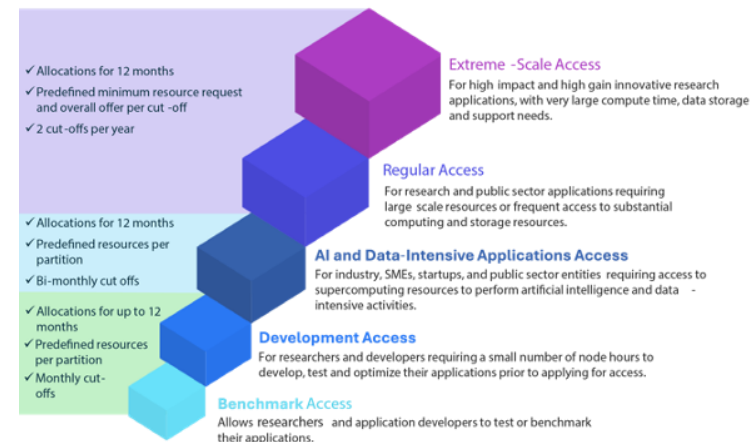 ✓ Allocations for 12 months
✓ Predefined minimum resource request
and overall offer per cut -off
✓ 2 cut-offs per year
Extreme -Scale Access
For high impact and high gain innovative research
applications, with very large compute time, data storage
and support needs.
Regular Access
For research and public sector applications requiring
large scale resources or frequent access to substantial
computing and storage resources.
✓ Allocations for 12 months
✓ Predefined resources per
partition
✓ Bi-monthly cut offs
AI and Data-Intensive Applications Access
For industry, SMEs, startups, and public sector entities requiring access to
supercomputing resources to perform artificial intelligence and data -
intensive activities.
✓ Allocations for up to 12
months
✓ Predefined resources
per partition
✓ Monthly cut-
offs
Development Access
For researchers and developers requiring a small number of node hours to
develop, test and optimize their applications prior to applying for access.
Benchmark Access
Allows researchers and application developers to test or benchmark
their applications.